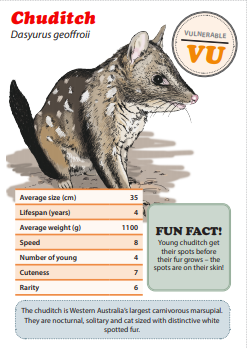 Chuditch
Dasyurus geoffroii
VULNERABLE
VU
Average size (cm) 35
Lifespan (years) 4
Average weight (g) 1100
Speed 8
Number of young 4
Cuteness 7
Rarity 6
FUN FACT!
Young chuditch get
their spots before
their fur grows – the
spots are on their skin!
The chuditch is Western Australia's largest carnivorous marsupial.
They are nocturnal, solitary and cat sized with distinctive white
spotted fur.